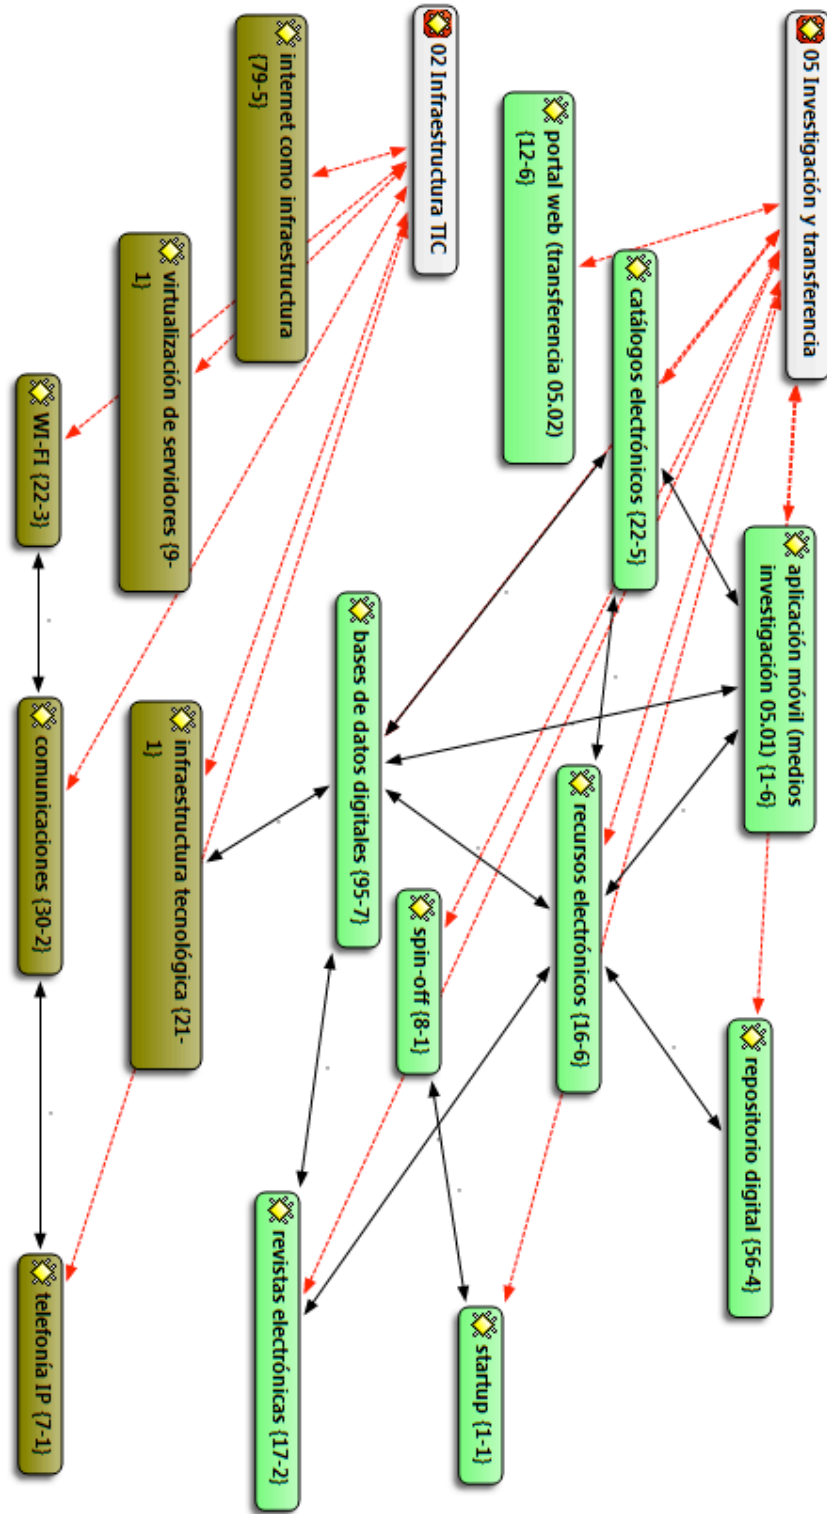 05 Investigación y transferencia
aplicación móvil (medios
investigación 05.01) {1-6}
repositorio digital {56-4}
catálogos electrónicos {22-5}
recursos electrónicos {16-6}
portal web (transferencia 05.02)
{12-6}
startup {1-1}
02 Infraestructura TIC
spin-off {8-1}
bases de datos digitales {95-7}
revistas electrónicas {17-2}
internet como infraestructura
{79-5}
virtualización de servidores {9-
1}
infraestructura tecnológica {21-
1}
WI-FI {22-3}
comunicaciones {30-2}
telefonía IP {7-1}